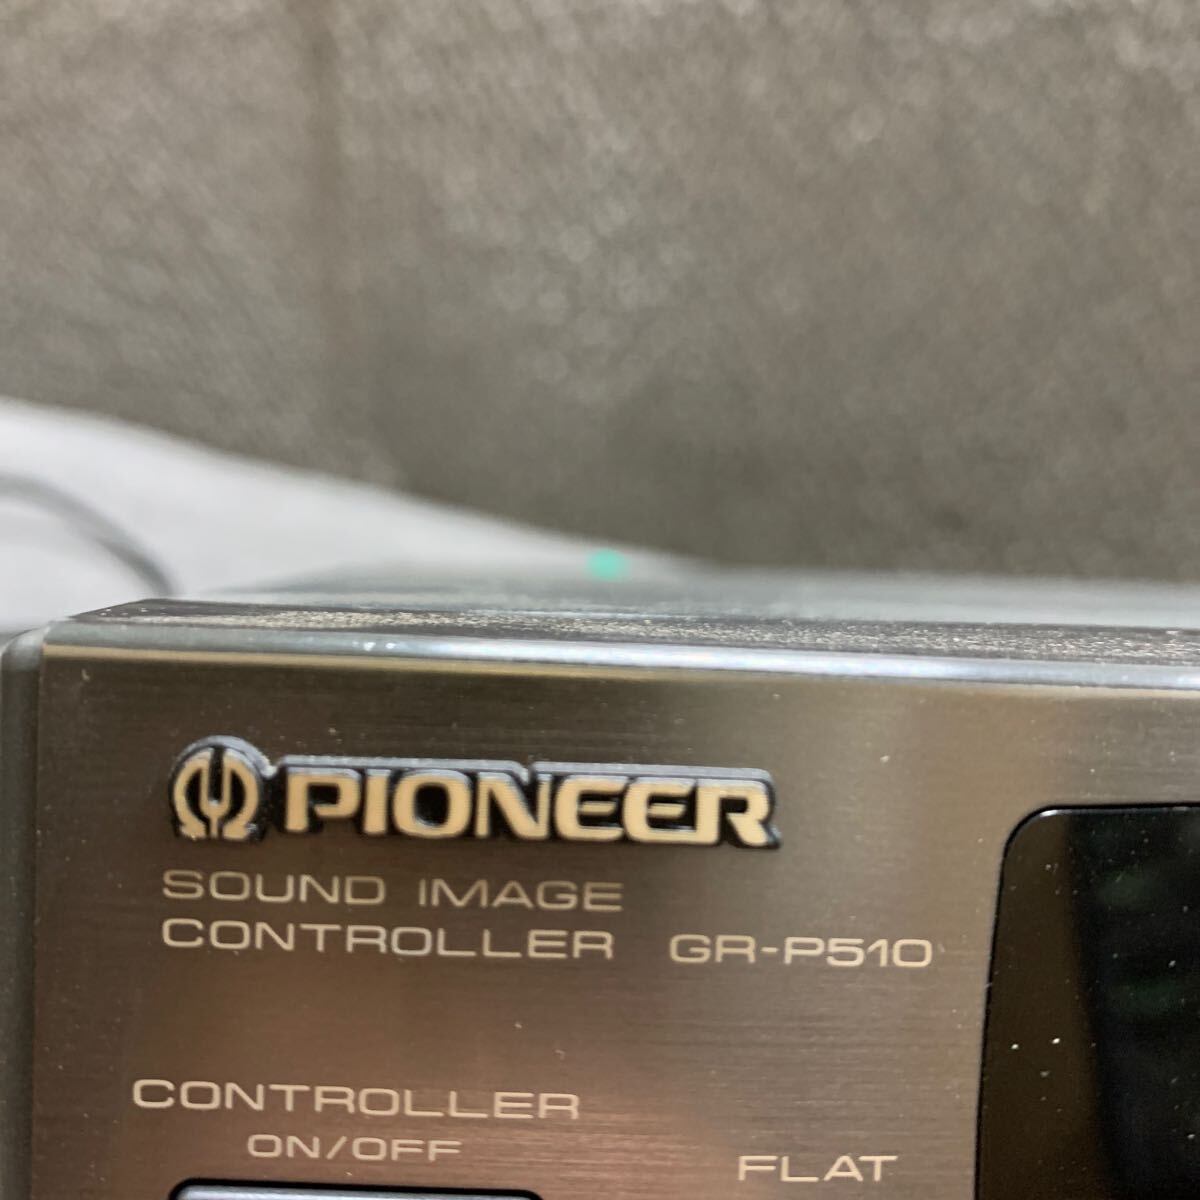 PIONEER
SOUND IMAGE
CONTROLLER GR-P510
CONTROLLER
ON/OFF
FLAT